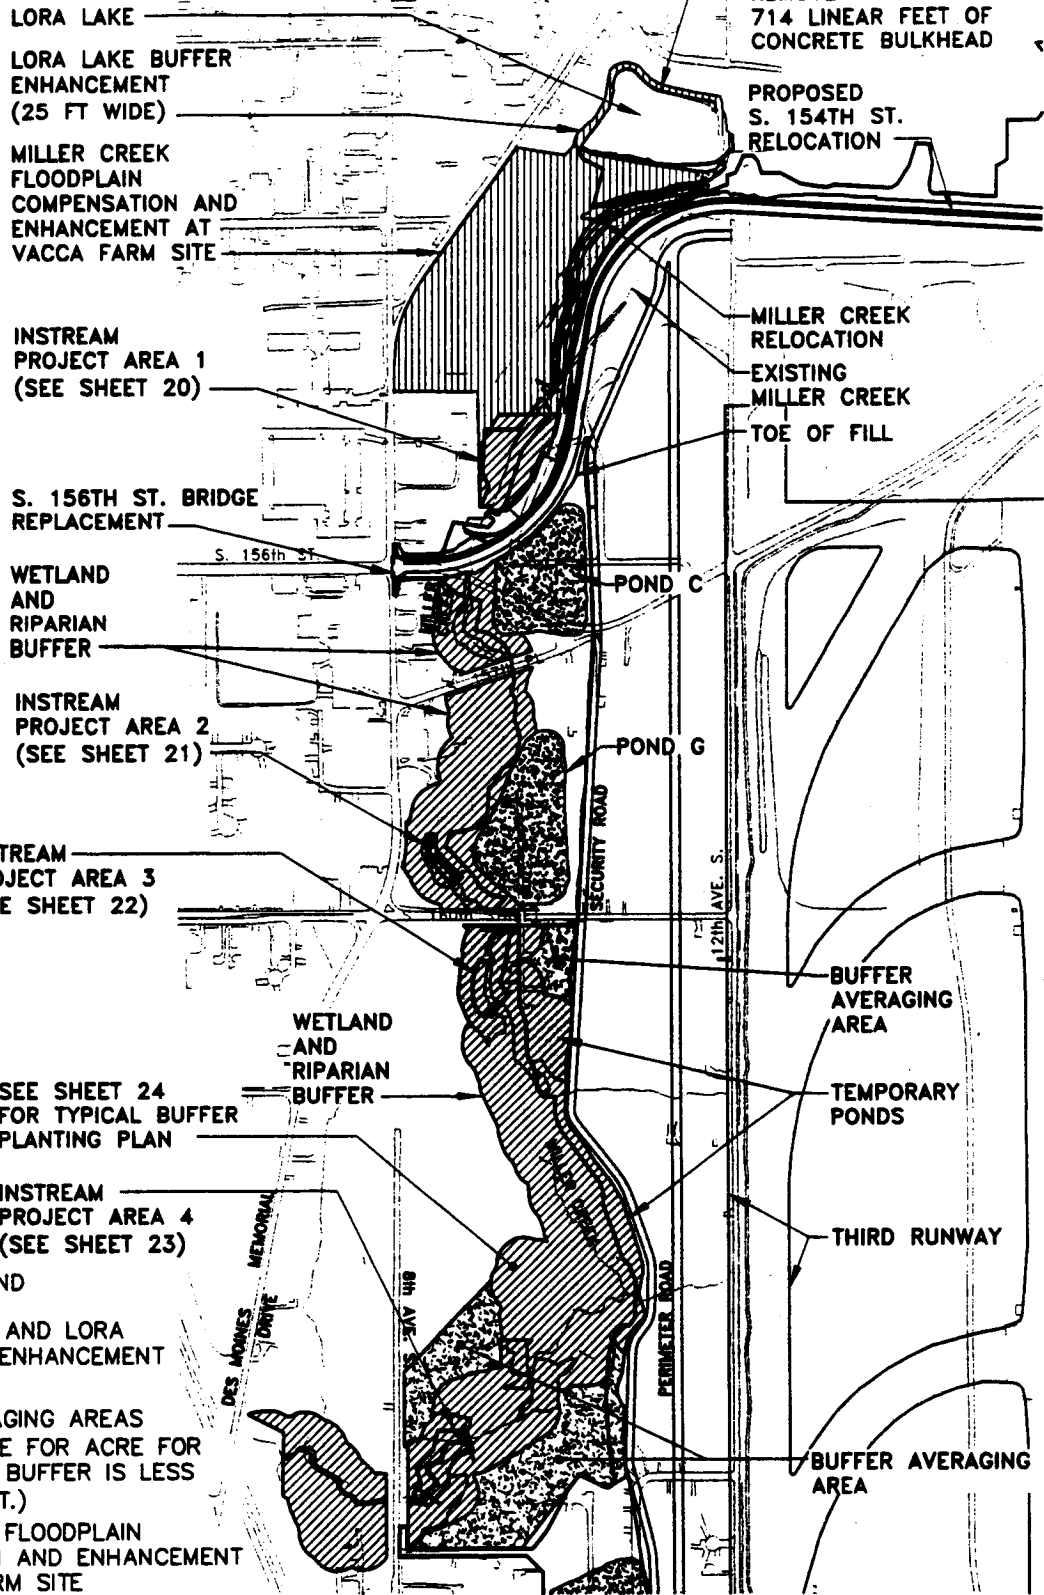 LORA LAKE
714 LINEAR FEET OF
CONCRETE BULKHEAD
LORA LAKE BUFFER
ENHANCEMENT
(25 FT WIDE)
PROPOSED
S. 154TH ST.
RELOCATION
MILLER CREEK
FLOODPLAIN
COMPENSATION AND
ENHANCEMENT AT
VACCA FARM SITE
MILLER CREEK
RELOCATION
INSTREAM
PROJECT AREA 1
(SEE SHEET 20)
EXISTING
MILLER CREEK
TOE OF FILL
S. 156TH ST. BRIDGE
REPLACEMENT
S. 156th ST.
WETLAND
AND
RIPARIAN
BUFFER
POND C
MILLER
INSTREAM
PROJECT AREA 2
(SEE SHEET 21)
POND G
SECURITY ROAD
12th AVE. S.
TREAM
JECT AREA 3
E SHEET 22)
BUFFER
AVERAGING
AREA
WETLAND
AND
RIPARIAN
BUFFER
TEMPORARY
PONDS
SEE SHEET 24
FOR TYPICAL BUFFER
PLANTING PLAN
MILLER CREEK
INSTREAM
PROJECT AREA 4
(SEE SHEET 23)
THIRD RUNWAY
DES MOINES MEMORIAL
DRIVE
8th AVE. S.
PERIMETER ROAD
ND
AND LORA
ENHANCEMENT
AGING AREAS
E FOR ACRE FOR
BUFFER IS LESS
T.)
FLOODPLAIN
N AND ENHANCEMENT
RM SITE
BUFFER AVERAGING
AREA